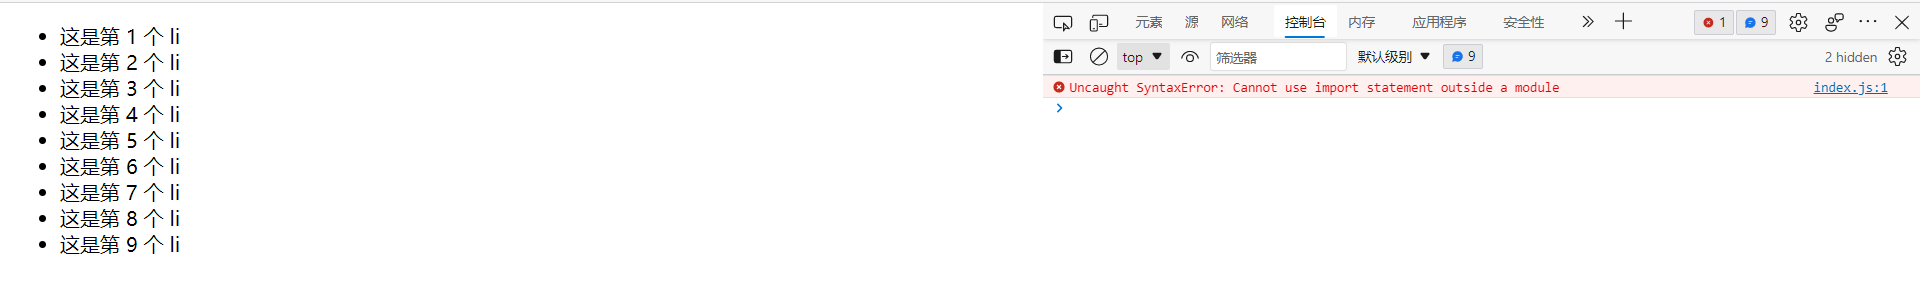 这是第 1 个 li
这是第 2 个 li
这是第 3 个 li
这是第 4 个 li
这是第 5 个 li
这是第 6 个 li
这是第 7 个 li
这是第 8 个 li
这是第 9 个 li
元素 源 网络 控制台 内存 应用程序 安全性 1 9
top 筛选器 默认级别 9 2 hidden
Uncaught SyntaxError: Cannot use import statement outside a module index.js:1